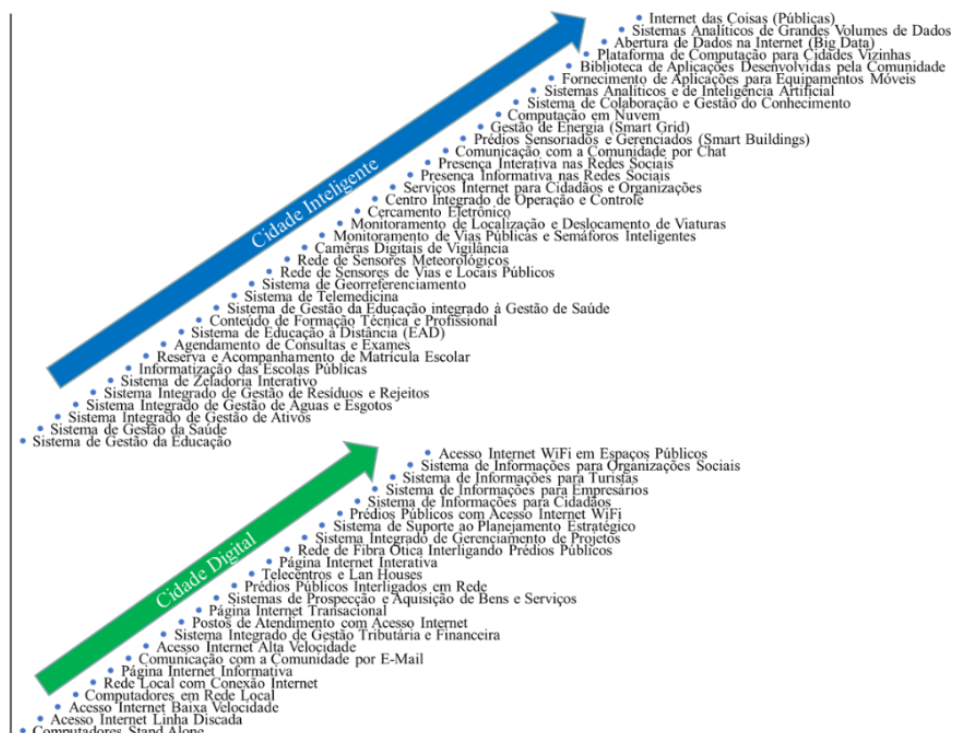 Internet das Coisas (Públicas)
Sistemas Analíticos de Grandes Volumes de Dados
Abertura de Dados na Internet (Big Data)
Plataforma de Computação para Cidades Vizinhas
Biblioteca de Aplicações Desenvolvidas pela Comunidade
Fornecimento de Aplicações para Equipamentos Móveis
Sistemas Analíticos e de Inteligência Artificial
Sistema de Colaboração e Gestão do Conhecimento
Computação em Nuvem
Gestão de Energia (Smart Grid)
Prédios Sensoriados e Gerenciados (Smart Buildings)
Comunicação com a Comunidade por Chat
Presença Interativa nas Redes Sociais
Presença Informativa nas Redes Sociais
Serviços Internet para Cidadãos e Organizações
Centro Integrado de Operação e Controle
Cercamento Eletrônico
Monitoramento de Localização e Deslocamento de Viaturas
Monitoramento de Vias Públicas e Semáforos Inteligentes
Camêras Digitais de Vigilância
Rede de Sensores Meteorológicos
Rede de Sensores de Vias e Locais Públicos
Sistema de Georreferenciamento
Sistema de Telemedicina
Sistema de Gestão da Educação integrado à Gestão de Saúde
Conteúdo de Formação Técnica e Profissional
Sistema de Educação à Distância (EAD)
Agendamento de Consultas e Exames
Reserva e Acompanhamento de Matrícula Escolar
Informatização das Escolas Públicas
Sistema de Zeladoria Interativo
Sistema Integrado de Gestão de Resíduos e Rejeitos
Sistema Integrado de Gestão de Águas e Esgotos
Sistema Integrado de Gestão de Ativos
Sistema de Gestão da Saúde
Sistema de Gestão da Educação
Cidade Inteligente
Acesso Internet WiFi em Espaços Públicos
Sistema de Informações para Organizações Sociais
Sistema de Informações para Turistas
Sistema de Informações para Empresários
Sistema de Informações para Cidadãos
Prédios Públicos com Acesso Internet WiFi
Sistema de Suporte ao Planejamento Estratégico
Sistema Integrado de Gerenciamento de Projetos
Rede de Fibra Ótica Interligando Prédios Públicos
Página Internet Interativa
Telecentros e Lan Houses
Prédios Públicos Interligados em Rede
Sistemas de Prospecção e Aquisição de Bens e Serviços
Página Internet Transacional
Postos de Atendimento com Acesso Internet
Sistema Integrado de Gestão Tributária e Financeira
Acesso Internet Alta Velocidade
Comunicação com a Comunidade por E-Mail
Página Internet Informativa
Rede Local com Conexão Internet
Computadores em Rede Local
Acesso Internet Baixa Velocidade
Acesso Internet Linha Discada
Computadores Stand Alone
Cidade Digital